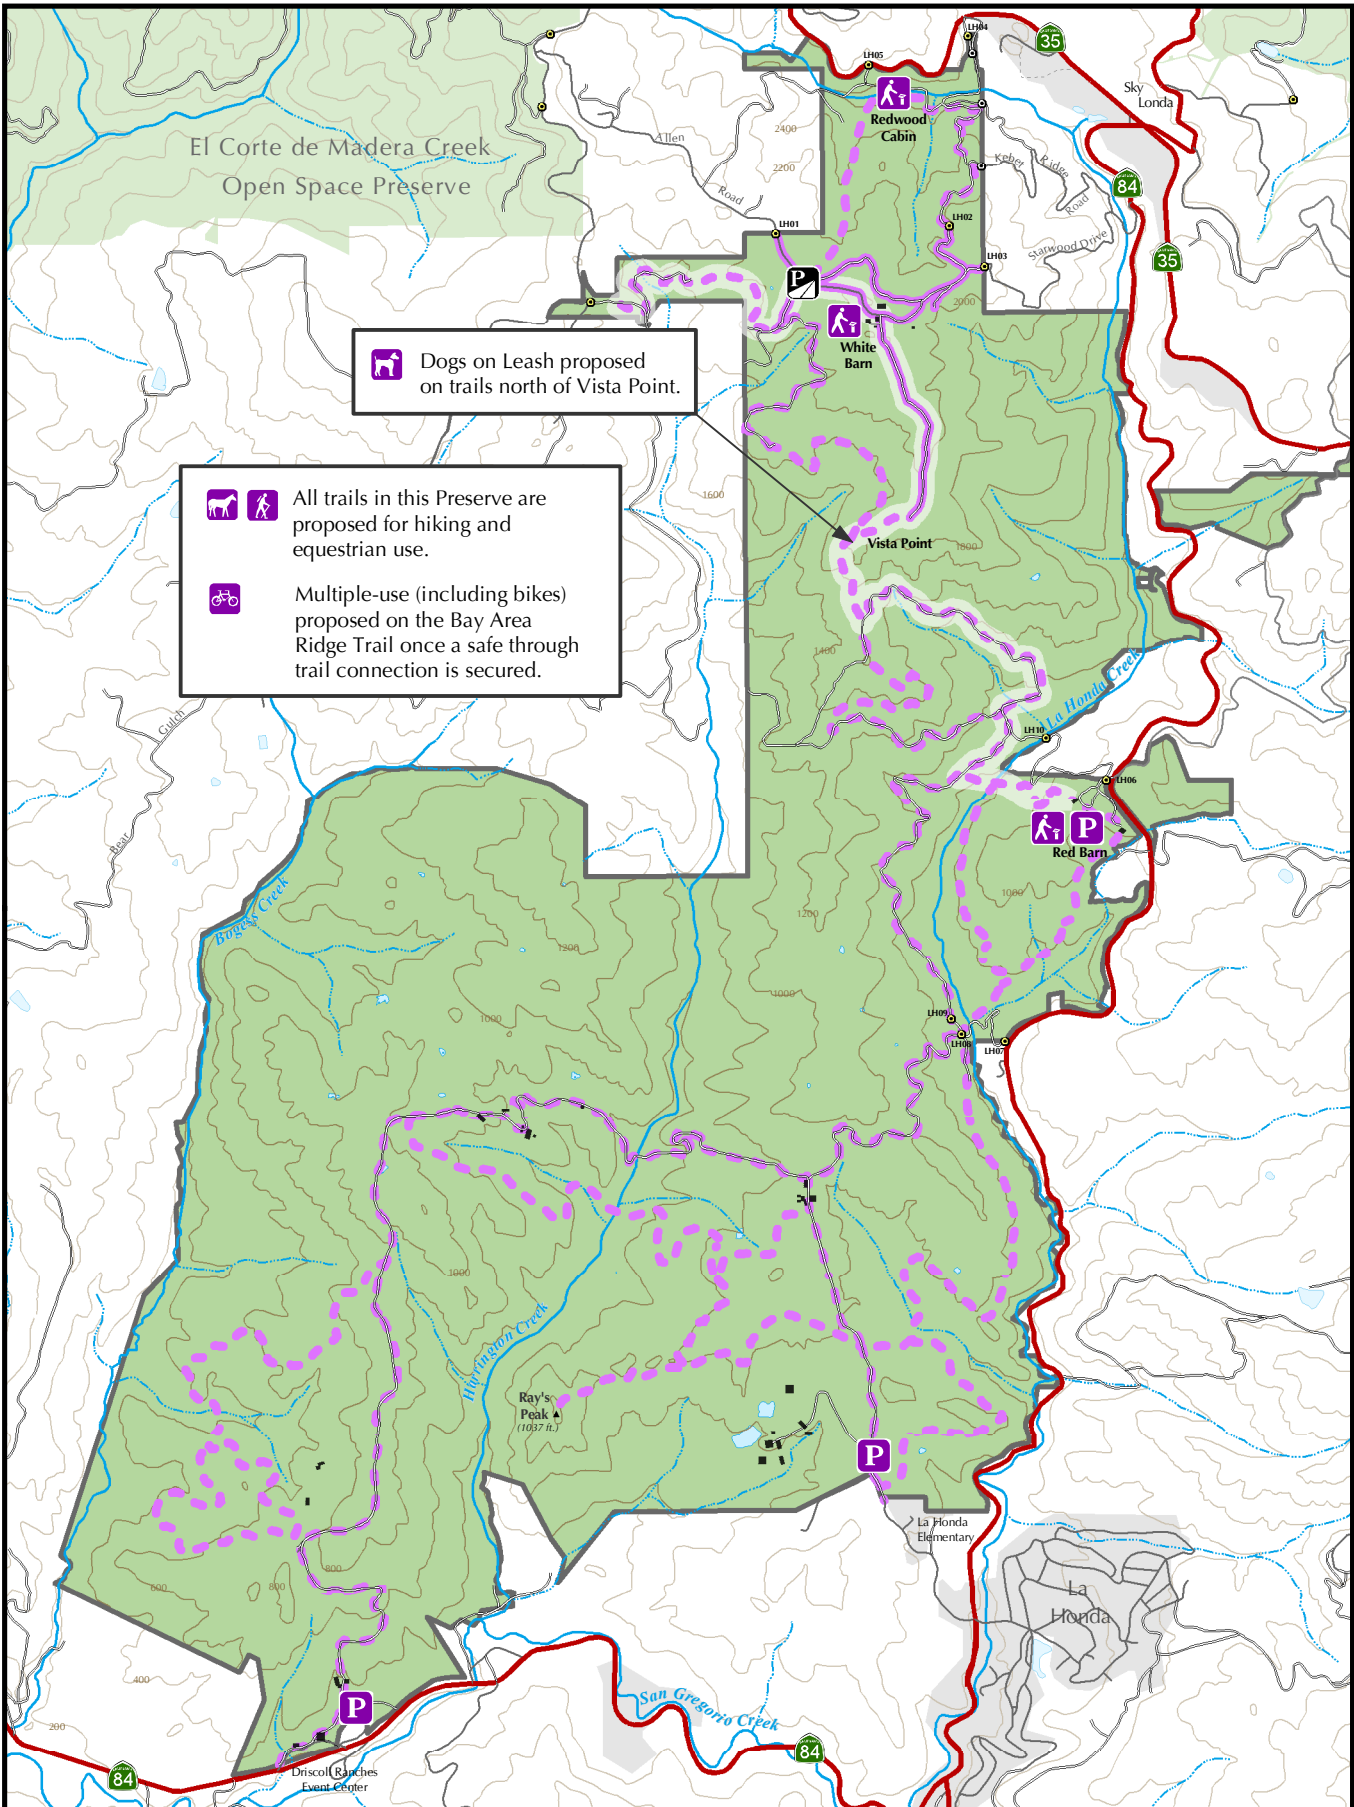 LH04
35
LH05
Sky
Londa
Redwood
Cabin
2400
Allen
El Corte de Madera Creek
Open Space Preserve
2200
Keber
Ridge
Road
84
Road
LH02
LH01
Starwood Drive
35
LH03
P
2000
White
Barn
Dogs on Leash proposed
on trails north of Vista Point.
All trails in this Preserve are
proposed for hiking and
equestrian use.
1600
Vista Point
1800
Multiple-use (including bikes)
proposed on the Bay Area
Ridge Trail once a safe through
trail connection is secured.
1400
La Honda Creek
Gulch
LH10
LH06
P
Red Barn
Bear
1000
Bogess Creek
1200
1200
1000
1000
LH09
LH08
LH07
1000
Harrington Creek
Ray's
Peak
(1037 ft.)
P
La Honda
Elementary
800
600
800
La
Honda
400
P
San Gregorio Creek
200
84
84
Driscoll Ranches
Event Center